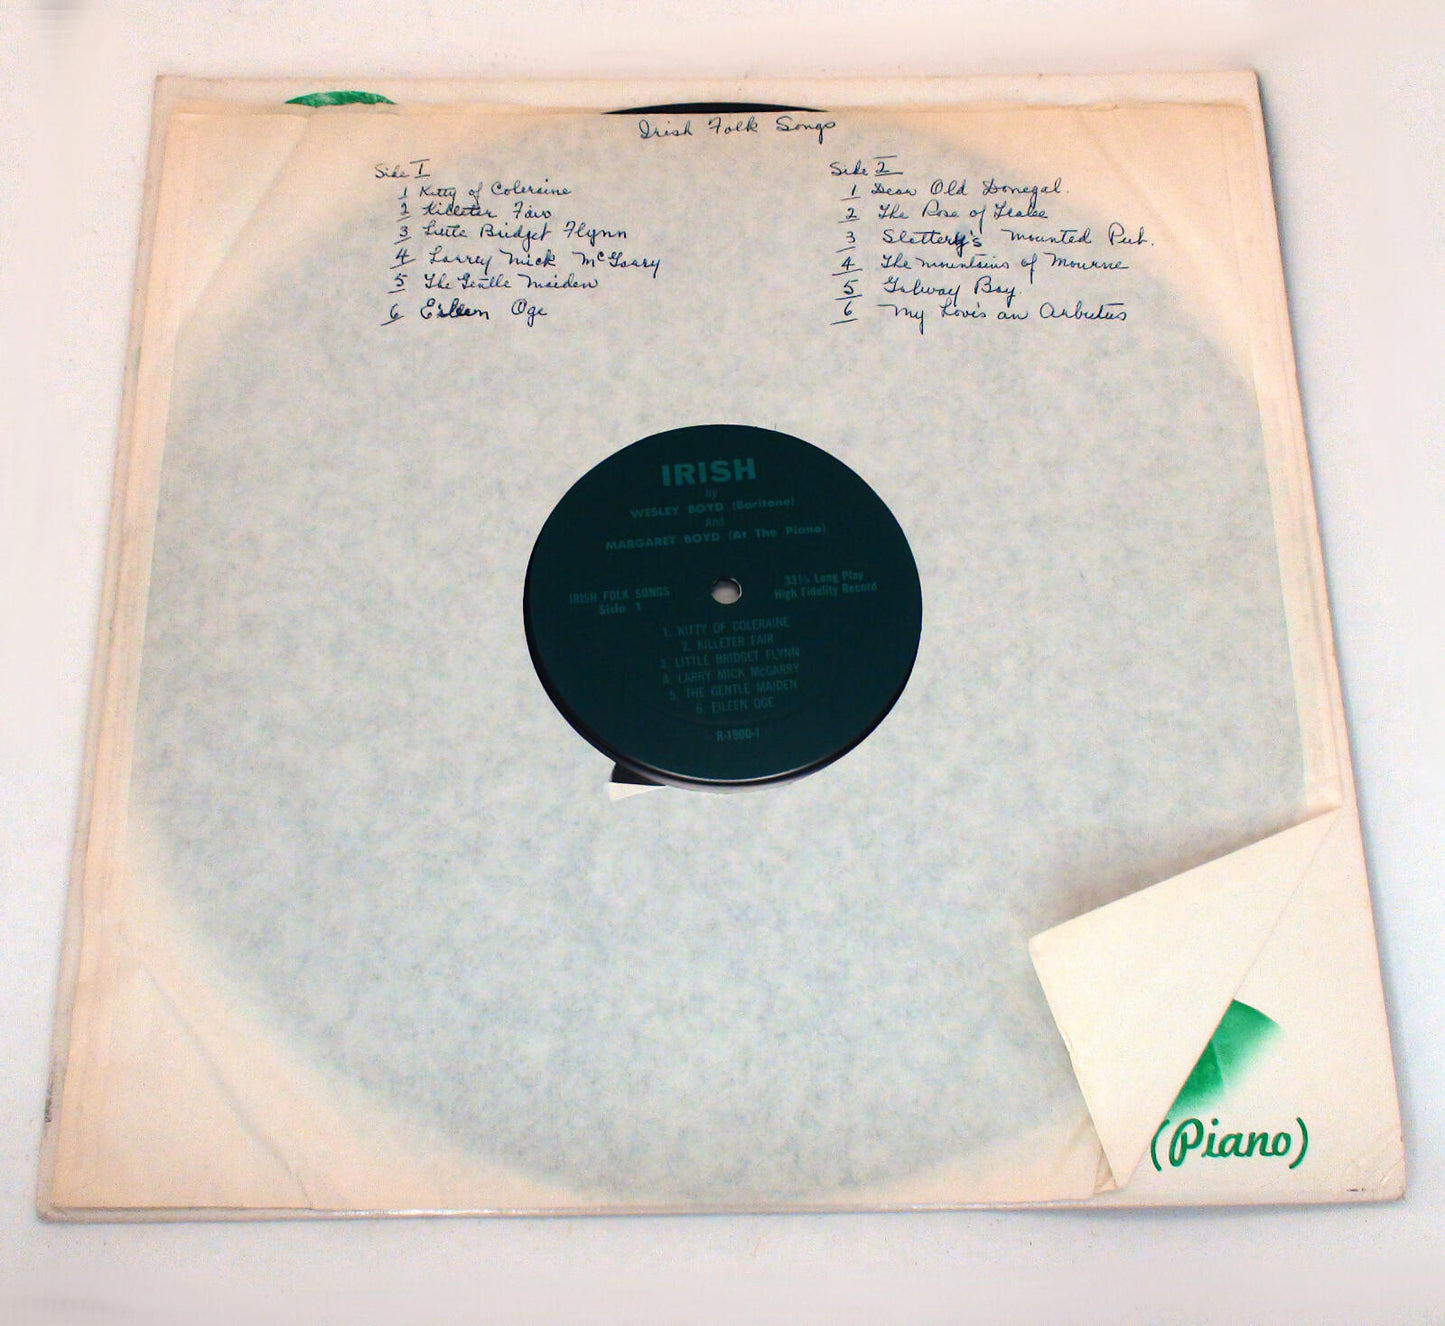 Irish Folk Songs
Side I
1 Kitty of Coleraine
2 Killeter Fair
3 Little Bridget Flynn
4 Larry Mick McGarry
5 The Gentle Maiden
6 Eileen Oge
Side 2
1 Dear Old Donegal.
2 The Rose of Tralee
3 Slettery's Mounted Put.
4 The Mountains of Mourne
5 Galway Bay.
6 My Love's an Arbutus
IRISH
by
WESLEY BOYD (Baritone)
And
MARGARET BOYD (At The Piano)
IRISH FOLK SONGS
Side 1
33⅓ Long Play
High Fidelity Record
1. KITTY OF COLERAINE
2. KILLETER FAIR
3. LITTLE BRIDGET FLYNN
4. LARRY MICK McGARRY
5. THE GENTLE MAIDEN
6. EILEEN OGE
R-1900-1
(Piano)